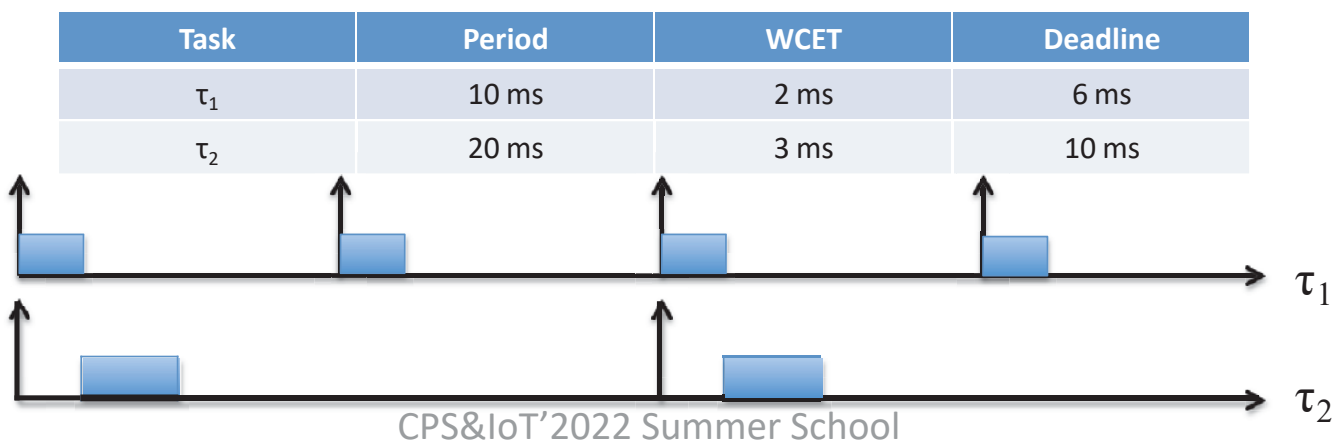 Task Period WCET Deadline
τ₁ 10 ms 2 ms 6 ms
τ₂ 20 ms 3 ms 10 ms
τ₁
τ₂
CPS&IoT’2022 Summer School